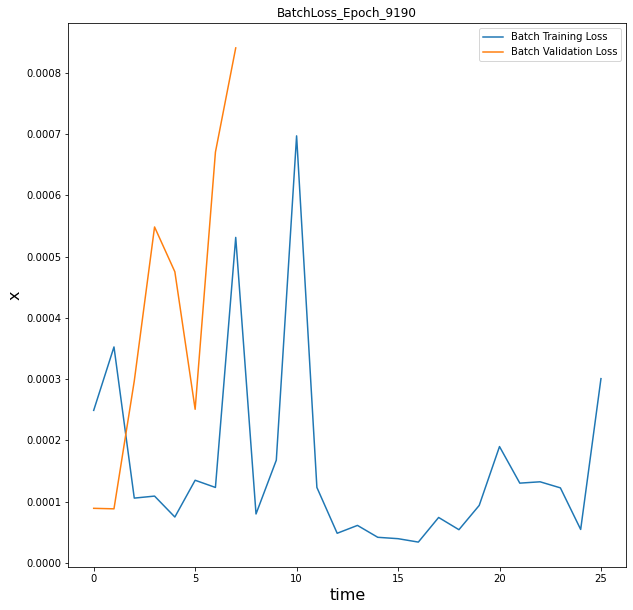 BatchLoss_Epoch_9190
Batch Training Loss
Batch Validation Loss
0.0008
0.0007
0.0006
0.0005
0.0004
0.0003
0.0002
0.0001
0.0000
x
0 5 10 15 20 25
time